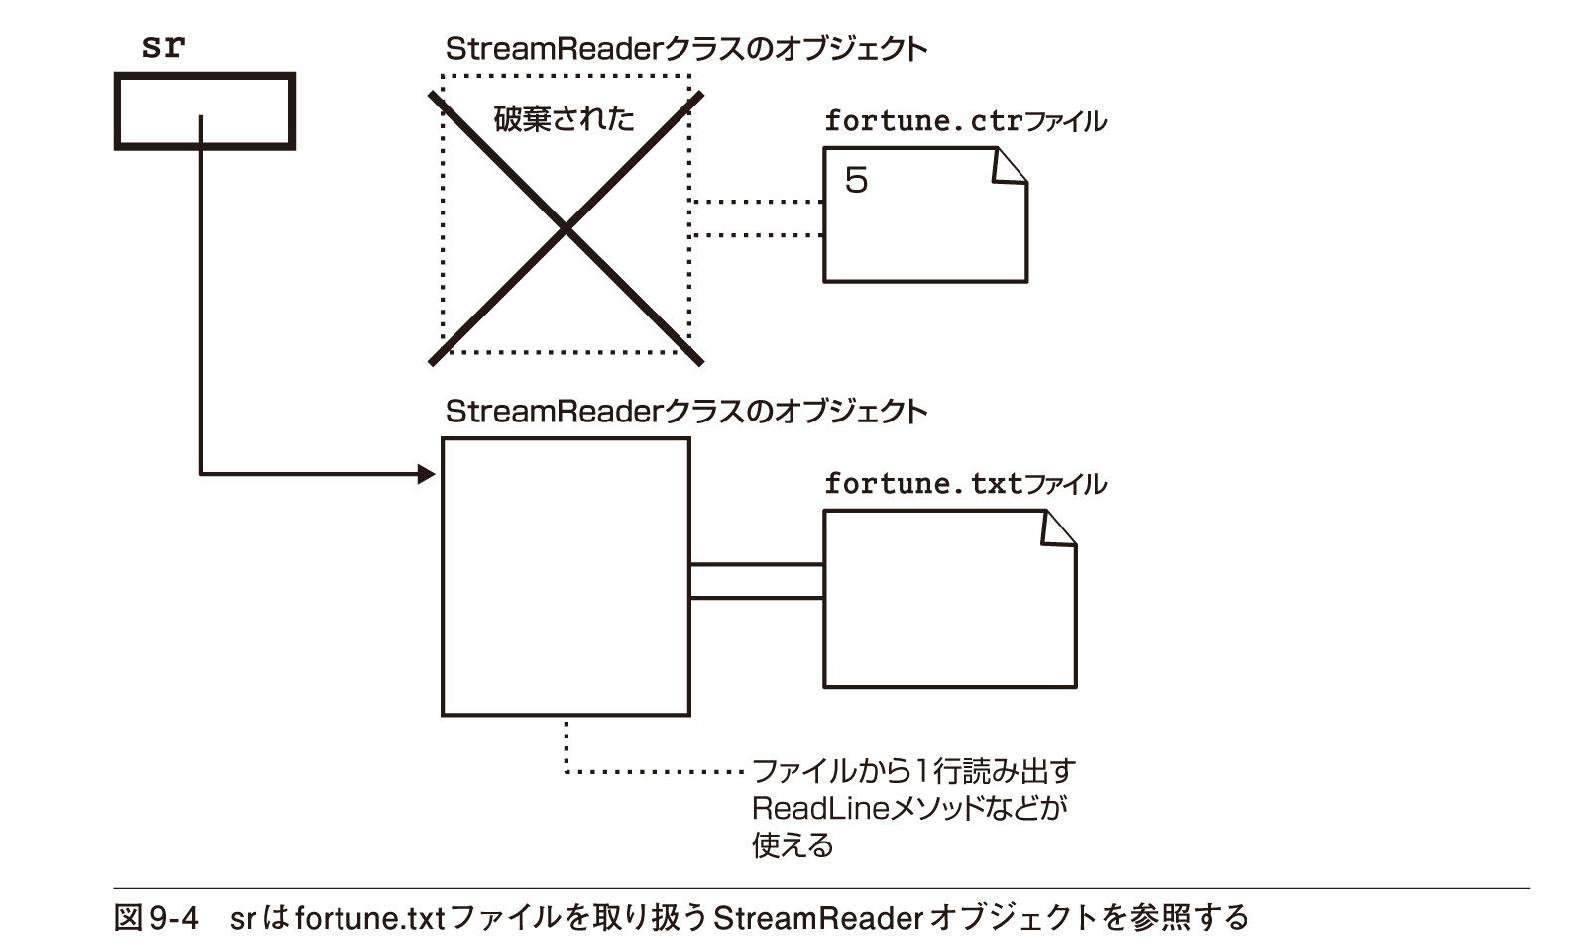 sr
StreamReaderクラスのオブジェクト
破棄された
fortune.ctrファイル
5
StreamReaderクラスのオブジェクト
fortune.txtファイル
ファイルから1行読み出す
ReadLineメソッドなどが
使える
図9-4 srはfortune.txtファイルを取り扱うStreamReaderオブジェクトを参照する